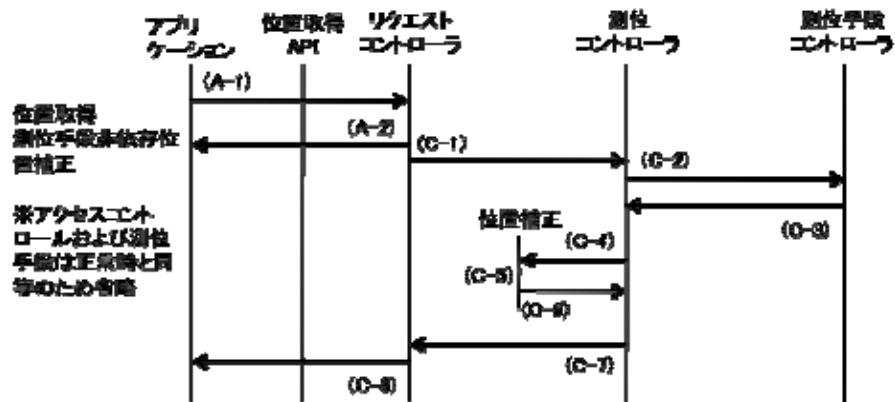 アプリ
ケーション
位置取得
API
リクエスト
コントローラ
測位
コントローラ
測位手段
コントローラ
(A-1)
位置取得
測位手段非依存位
置補正
(A-2)
(C-1)
(C-2)
(C-3)
※アクセスコント
ロールおよび測位
手段は正常時と同
等のため省略
位置補正
(C-4)
(C-5)
(C-6)
(C-7)
(C-8)